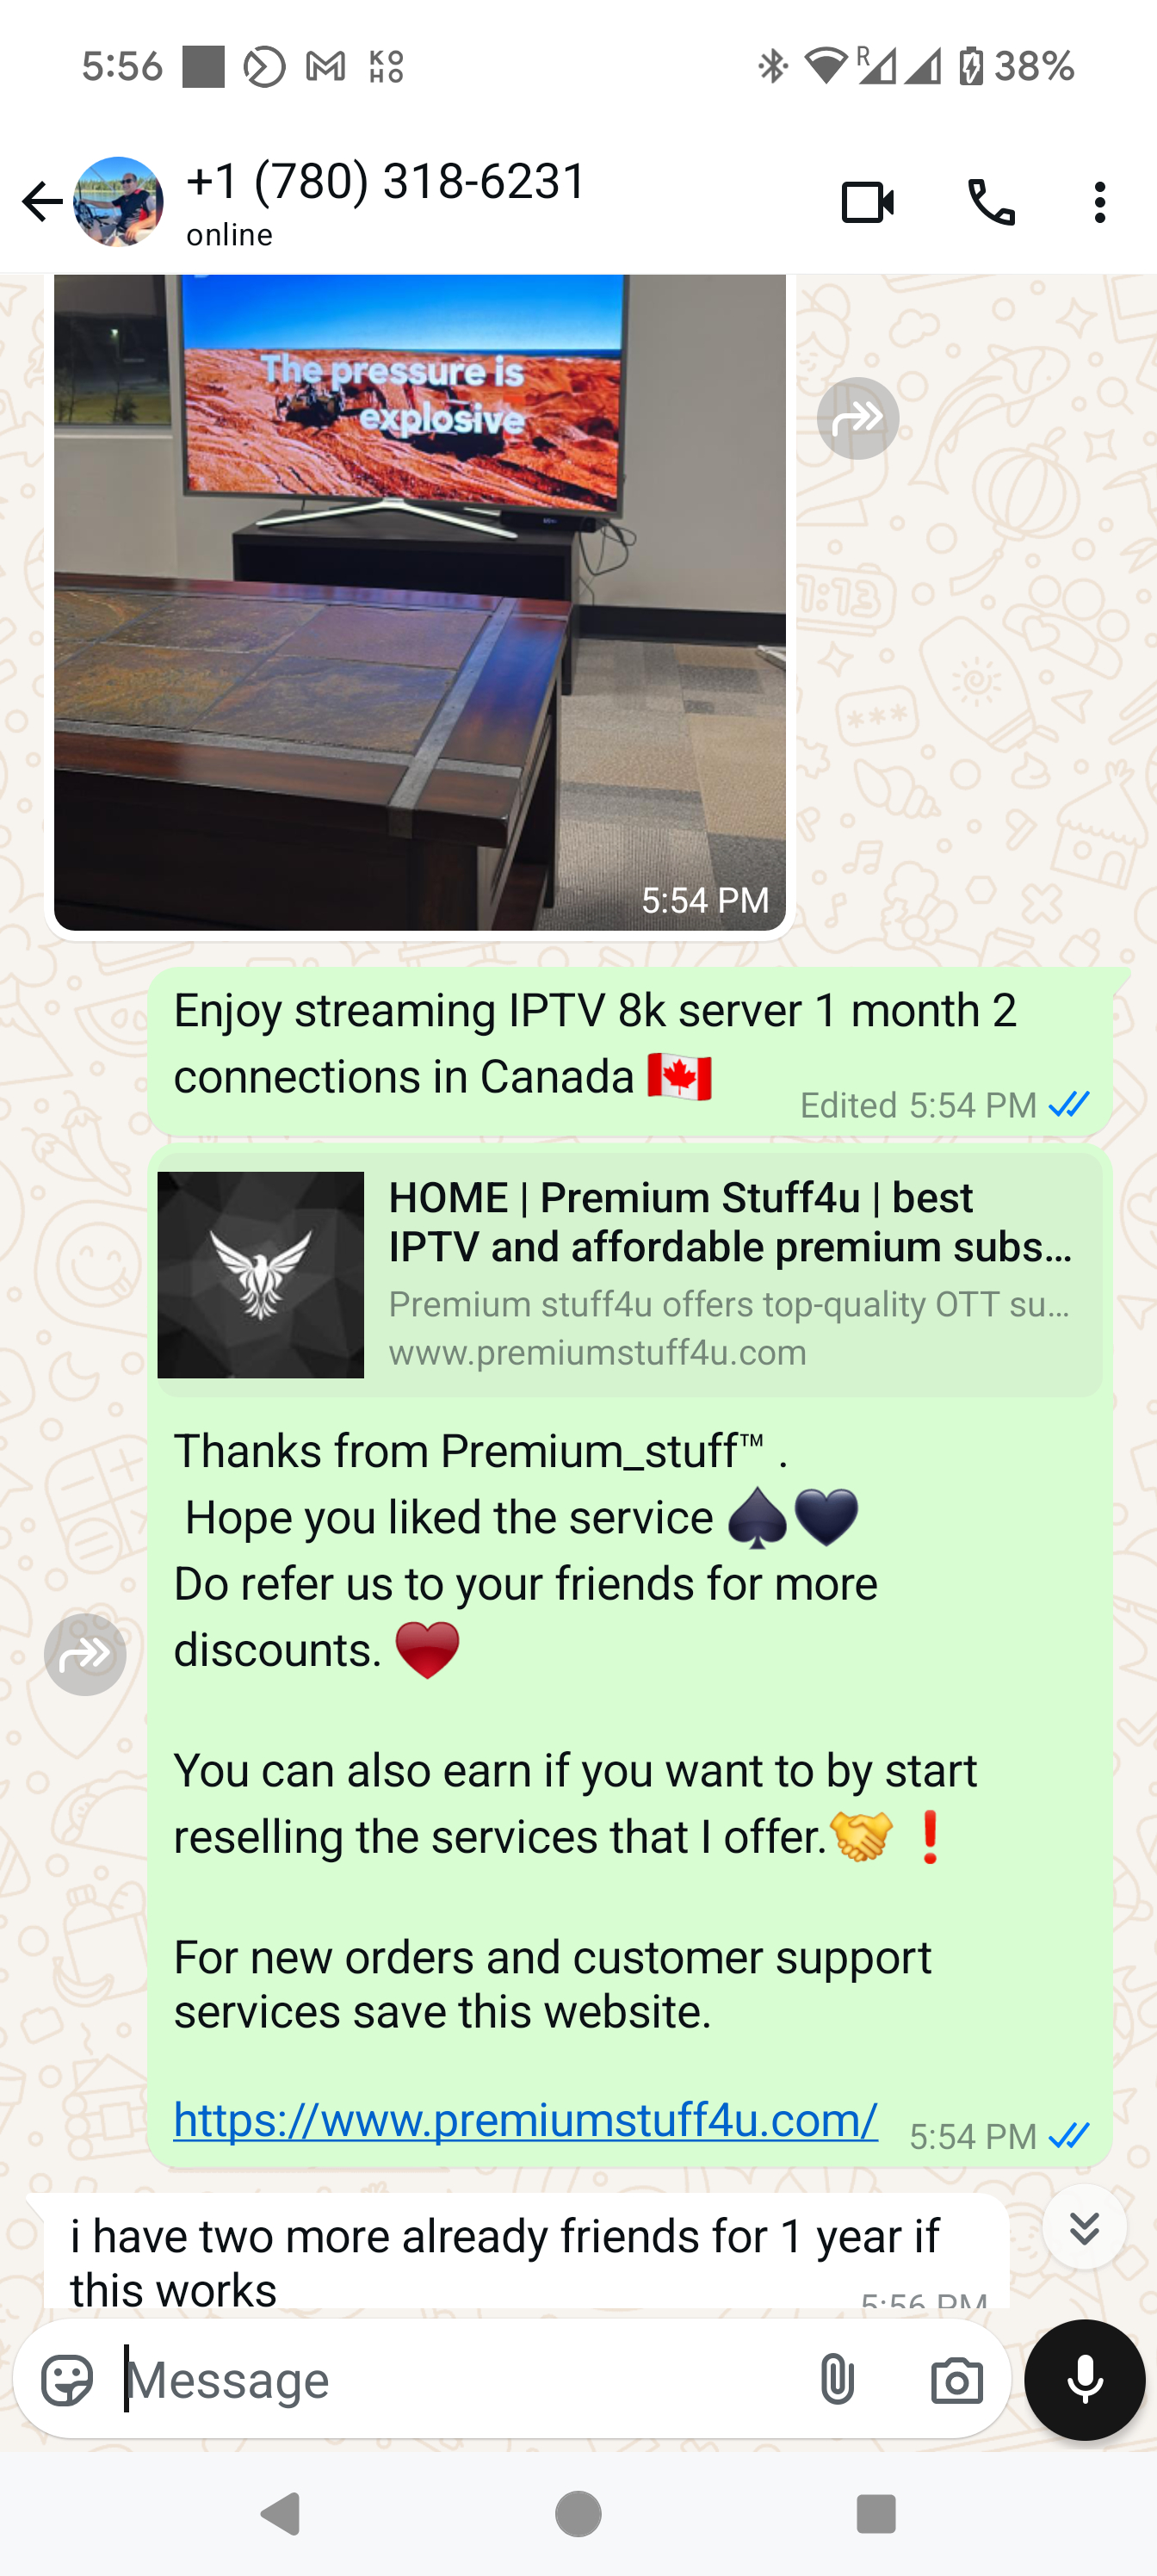 5:56
KO
HO
R
38%
+1 (780) 318-6231
online
The pressure is
explosive
5:54 PM
Enjoy streaming IPTV 8k server 1 month 2
connections in Canada 🇨🇦
Edited 5:54 PM
HOME | Premium Stuff4u | best
IPTV and affordable premium subs...
Premium stuff4u offers top-quality OTT su...
www.premiumstuff4u.com
Thanks from Premium_stuff™ .
Hope you liked the service ♠️🖤
Do refer us to your friends for more
discounts. ❤️
You can also earn if you want to by start
reselling the services that I offer.🤝❗
For new orders and customer support
services save this website.
https://www.premiumstuff4u.com/
5:54 PM
i have two more already friends for 1 year if
this works
5:56 PM
Message